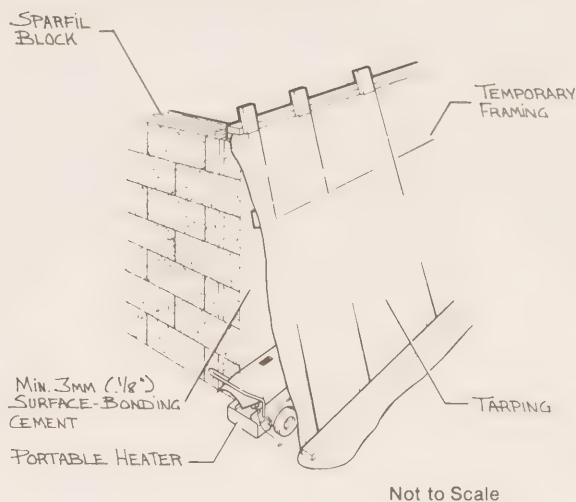 SPARFIL
BLOCK
TEMPORARY
FRAMING
MIN. 3MM (1/8")
SURFACE-BONDING
CEMENT
PORTABLE HEATER
TARPING
Not to Scale